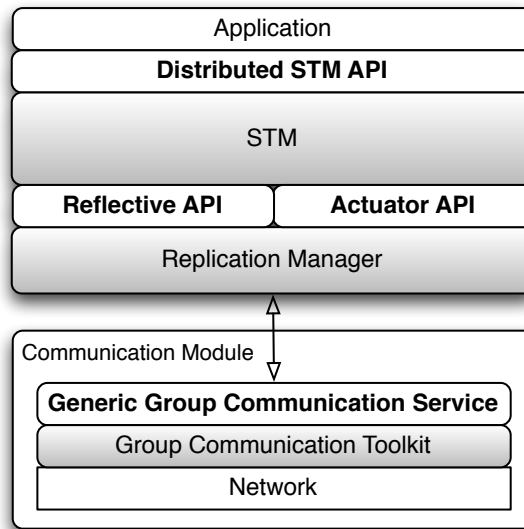 Application
Distributed STM API
STM
Reflective API
Actuator API
Replication Manager
Communication Module
Generic Group Communication Service
Group Communication Toolkit
Network